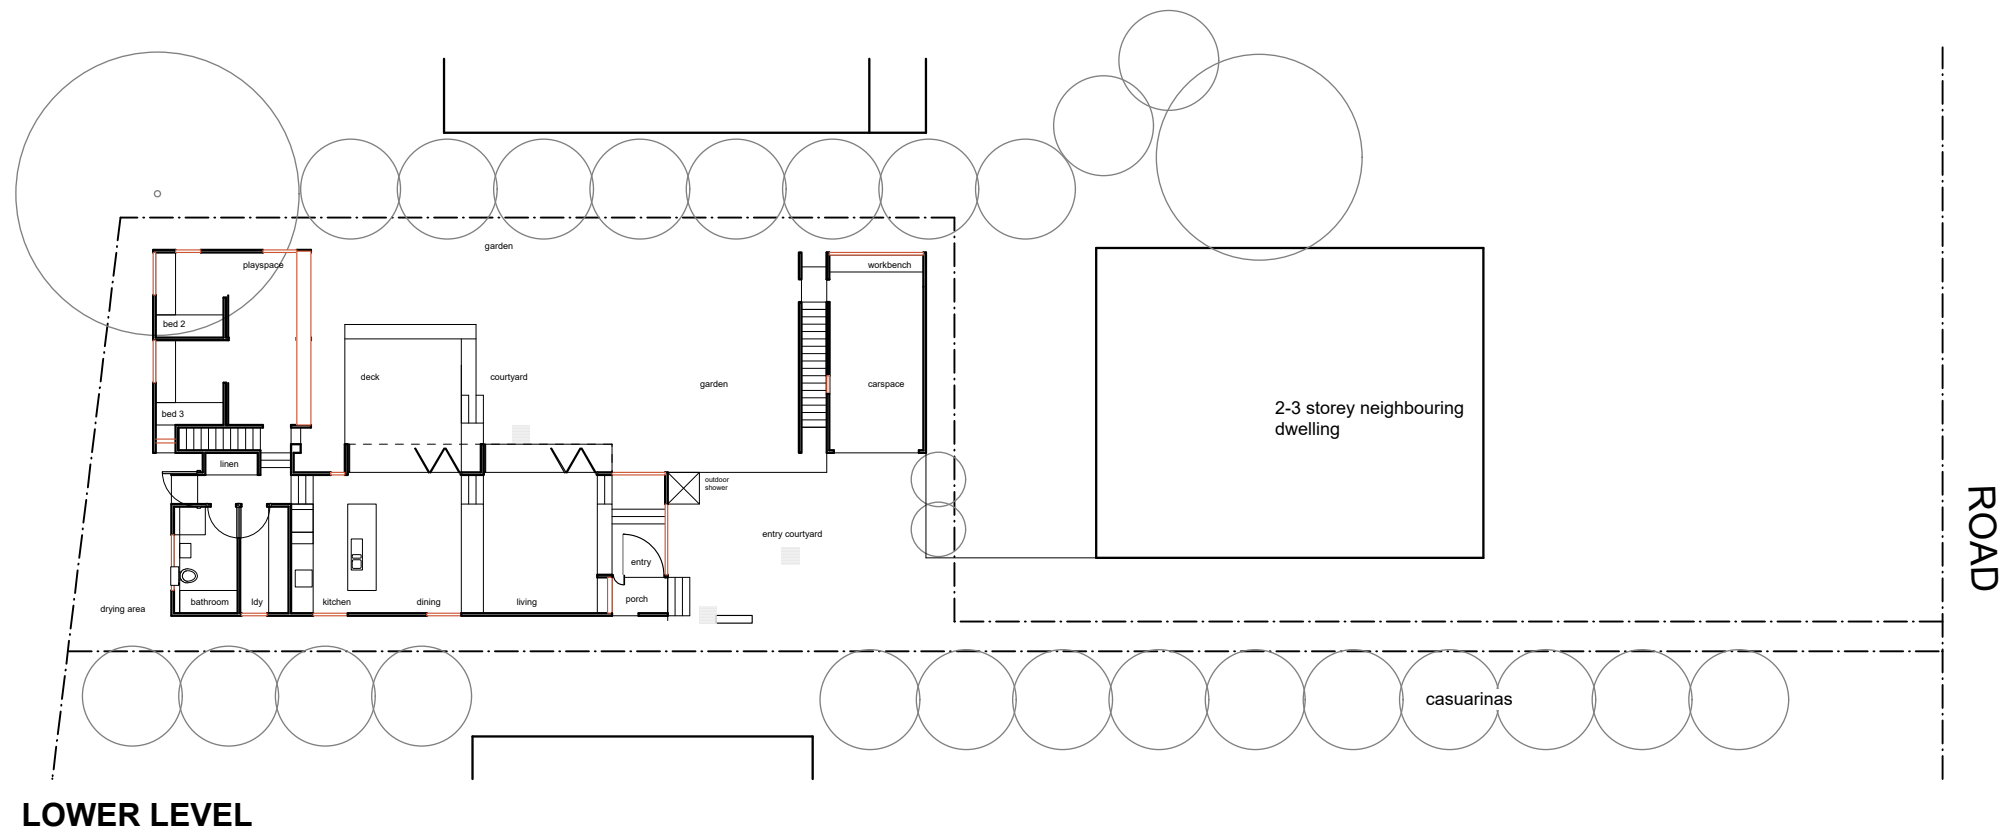 garden
playspace
workbench
bed 2
deck
courtyard
garden
carspace
2-3 storey neighbouring
dwelling
bed 3
linen
outdoor
shower
entry courtyard
entry
ROAD
drying area
bathroom
ldy
kitchen
dining
living
porch
casuarinas
LOWER LEVEL